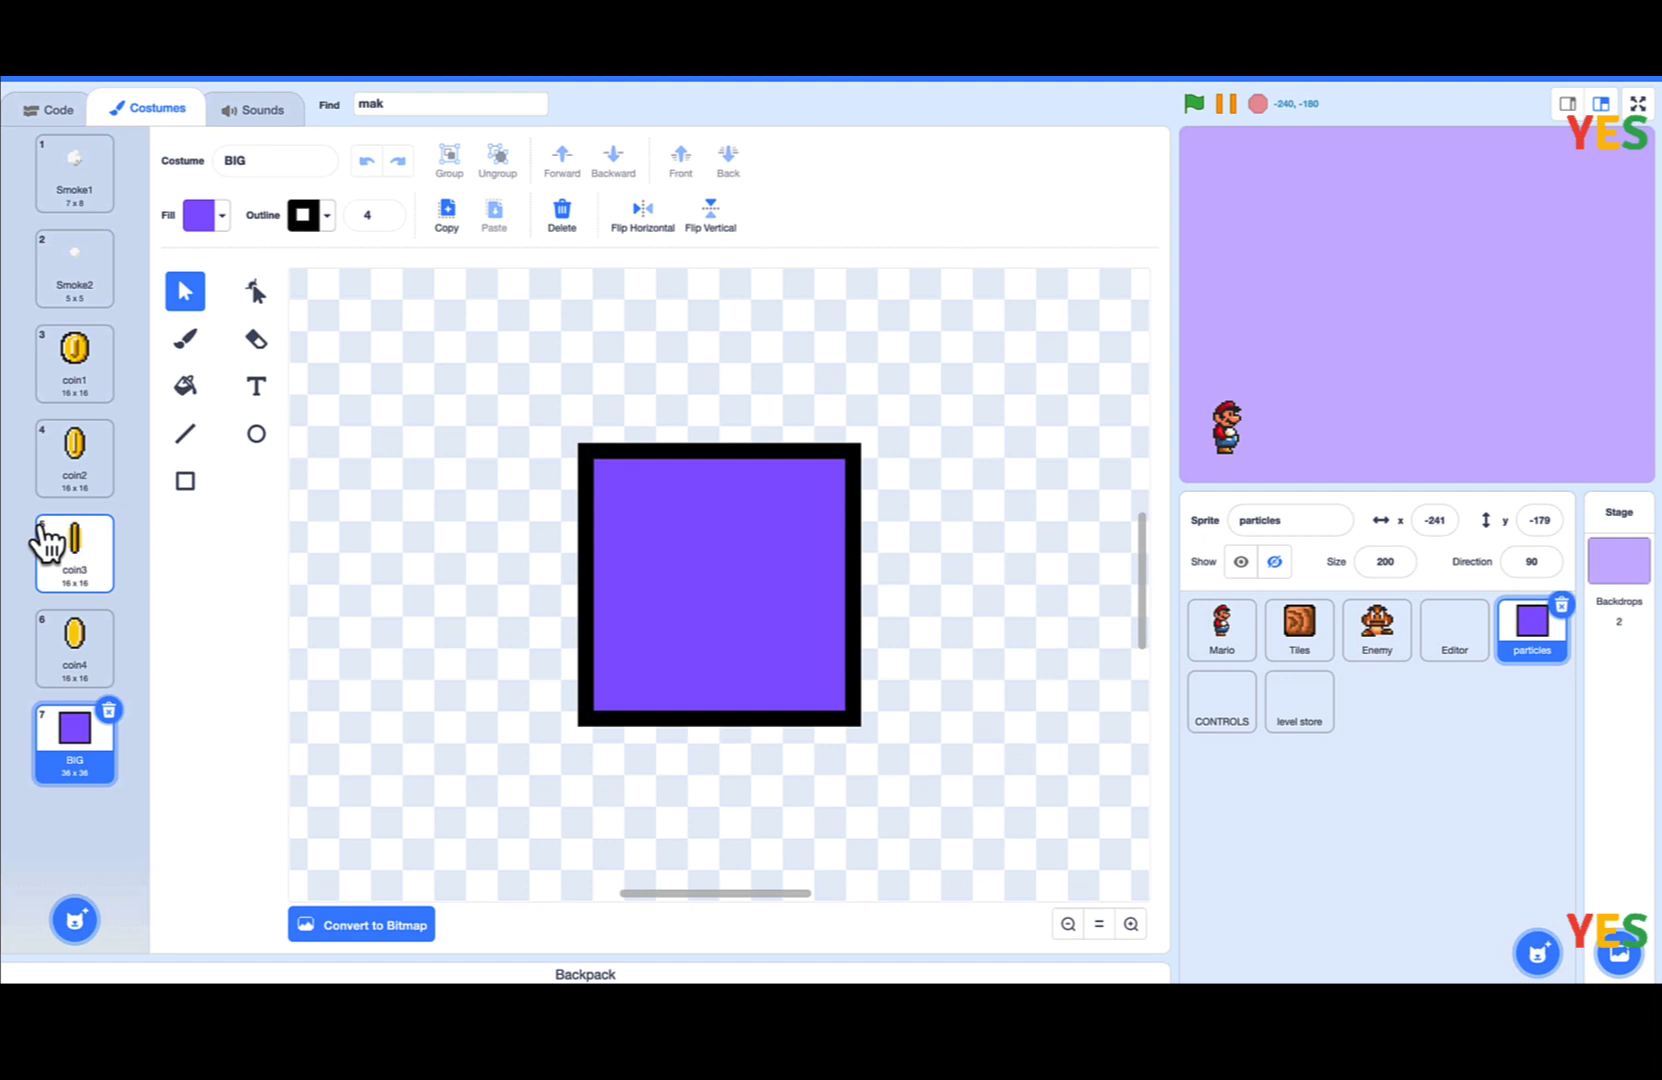 Code
Costumes
Sounds
Find
mak
-240, -180
YES
1
Smoke1
7 x 8
2
Smoke2
5 x 5
3
coin1
16 x 16
4
coin2
16 x 16
coin3
16 x 16
6
coin4
16 x 16
7
BIG
36 x 36
Costume
BIG
Group
Ungroup
Forward
Backward
Front
Back
Fill
Outline
4
Copy
Paste
Delete
Flip Horizontal
Flip Vertical
T
Convert to Bitmap
Backpack
Sprite
particles
x
-241
y
-179
Show
Size
200
Direction
90
Mario
Tiles
Enemy
Editor
particles
CONTROLS
level store
Stage
Backdrops
2
YES